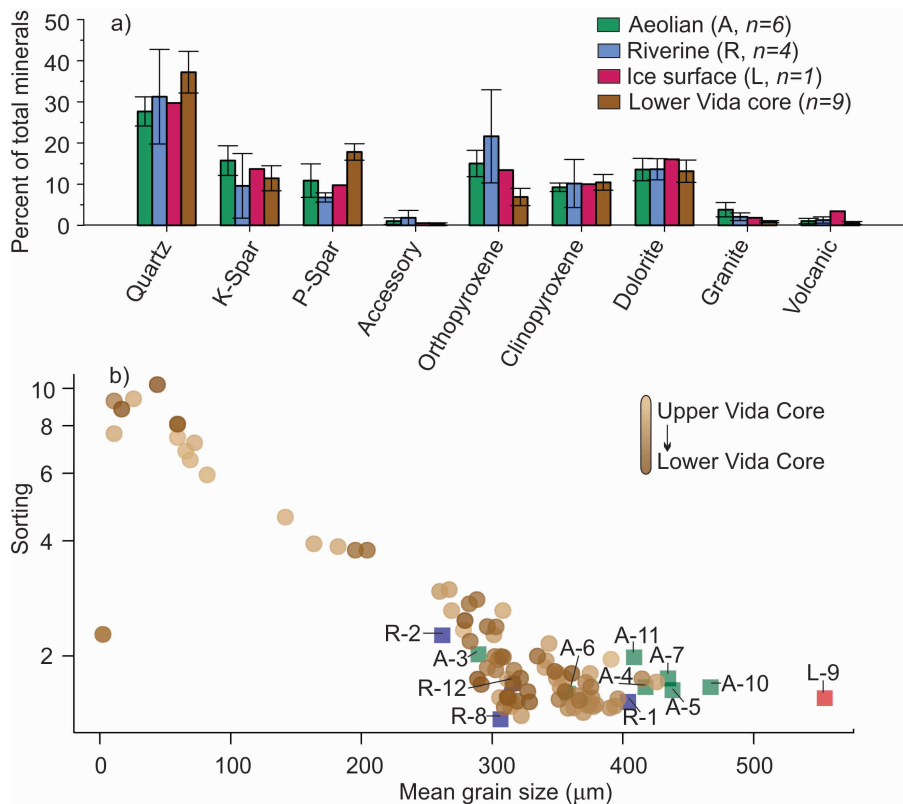 a)
Aeolian (A, n=6)
Riverine (R, n=4)
Ice surface (L, n=1)
Lower Vida core (n=9)
Percent of total minerals
50
40
30
20
10
0
Quartz
K-Spar
P-Spar
Accessory
Orthopyroxene
Clinopyroxene
Dolorite
Granite
Volcanic
b)
Upper Vida Core
Lower Vida Core
Sorting
10
8
6
4
2
R-2
A-3
R-12
R-8
A-6
A-11
A-7
A-4
A-10
A-5
R-1
L-9
0
100
200
300
400
500
Mean grain size (μm)